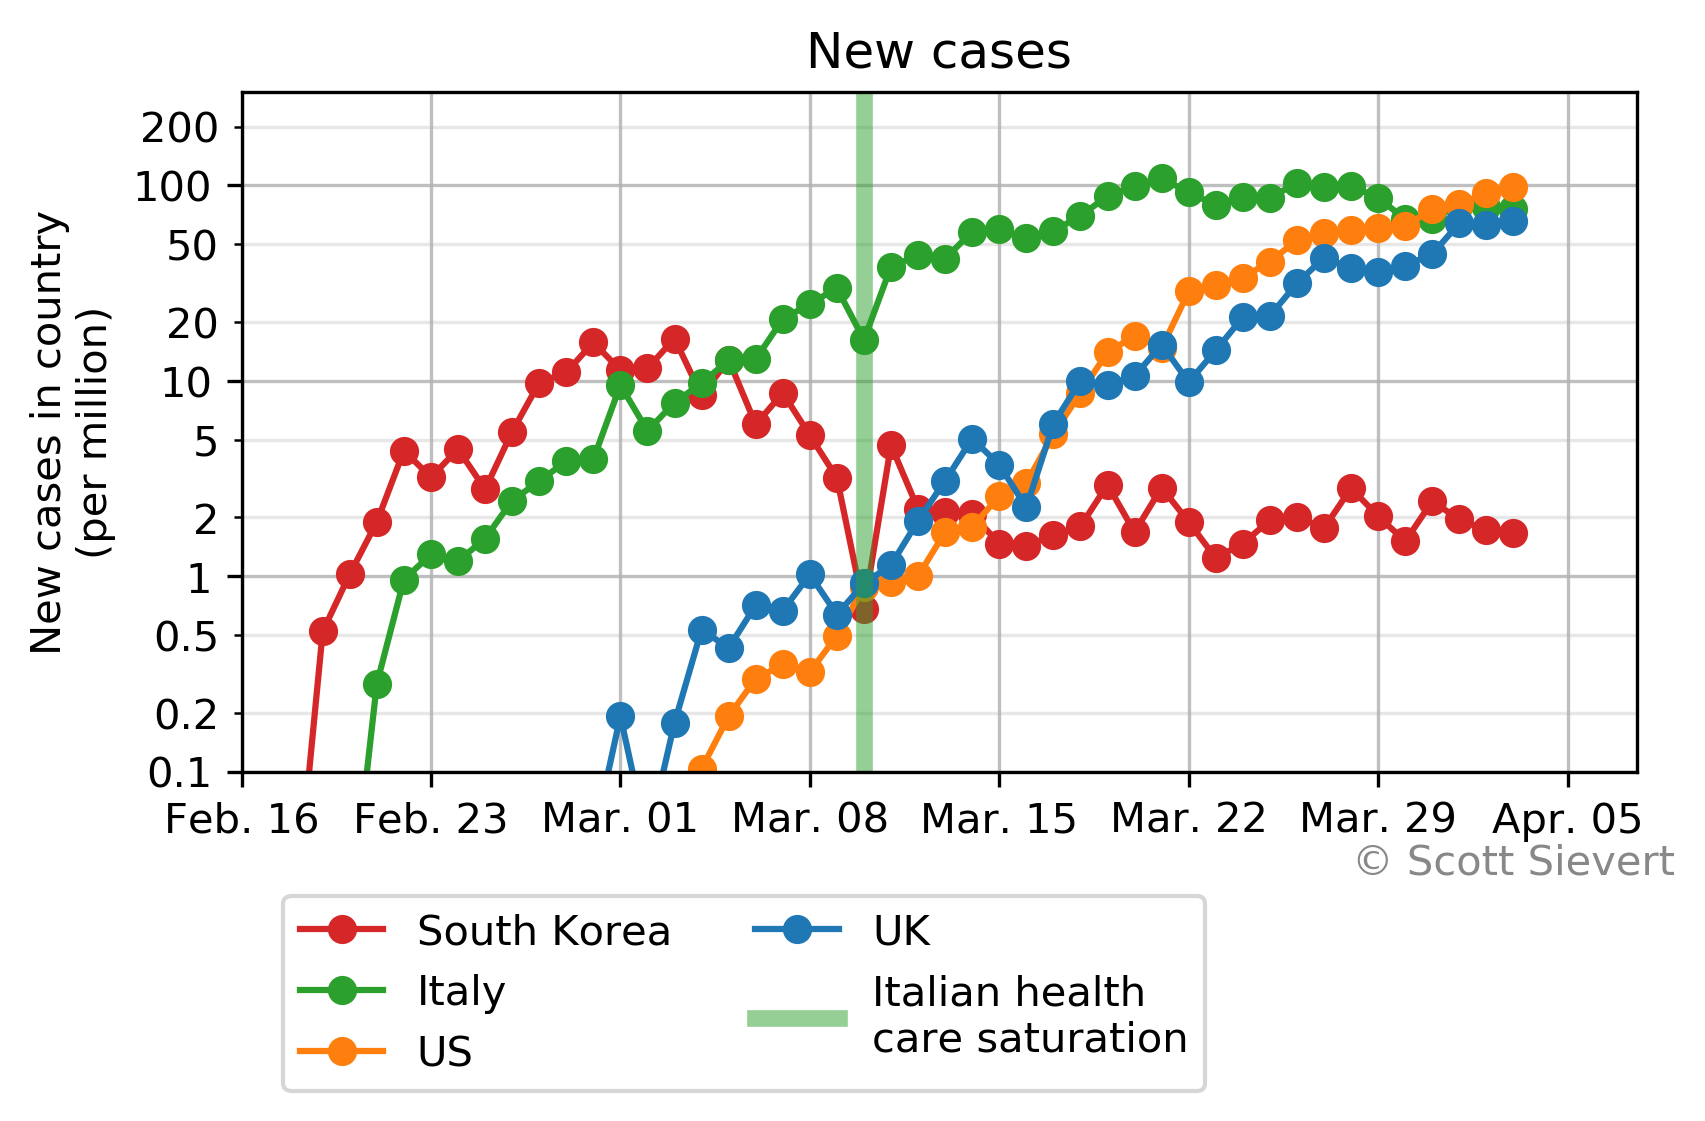 New cases
New cases in country
(per million)
200
100
50
20
10
5
2
1
0.5
0.2
0.1
Feb. 16 Feb. 23 Mar. 01 Mar. 08 Mar. 15 Mar. 22 Mar. 29 Apr. 05
© Scott Sievert
South Korea
Italy
US
UK
Italian health
care saturation